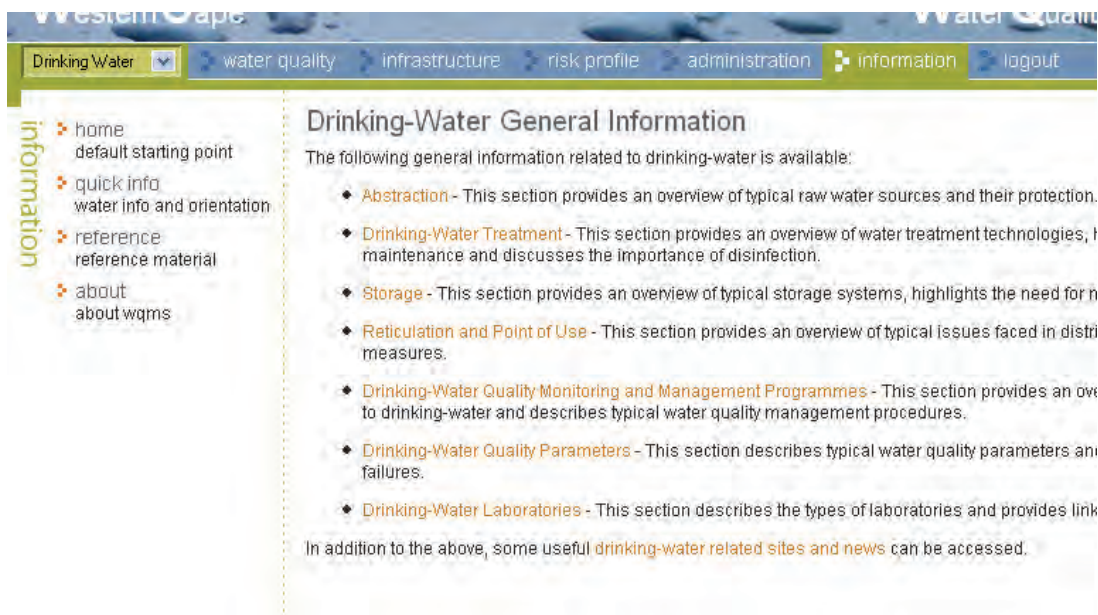 Western Cape
Water Quali
Drinking Water
water quality
infrastructure
risk profile
administration
information
logout
information
home
default starting point
quick info
water info and orientation
reference
reference material
about
about wqms
Drinking-Water General Information
The following general information related to drinking-water is available:
Abstraction - This section provides an overview of typical raw water sources and their protection.
Drinking-Water Treatment - This section provides an overview of water treatment technologies, h
maintenance and discusses the importance of disinfection.
Storage - This section provides an overview of typical storage systems, highlights the need for n
Reticulation and Point of Use - This section provides an overview of typical issues faced in distri
measures.
Drinking-Water Quality Monitoring and Management Programmes - This section provides an ove
to drinking-water and describes typical water quality management procedures.
Drinking-Water Quality Parameters - This section describes typical water quality parameters and
failures.
Drinking-Water Laboratories - This section describes the types of laboratories and provides link
In addition to the above, some useful drinking-water related sites and news can be accessed.